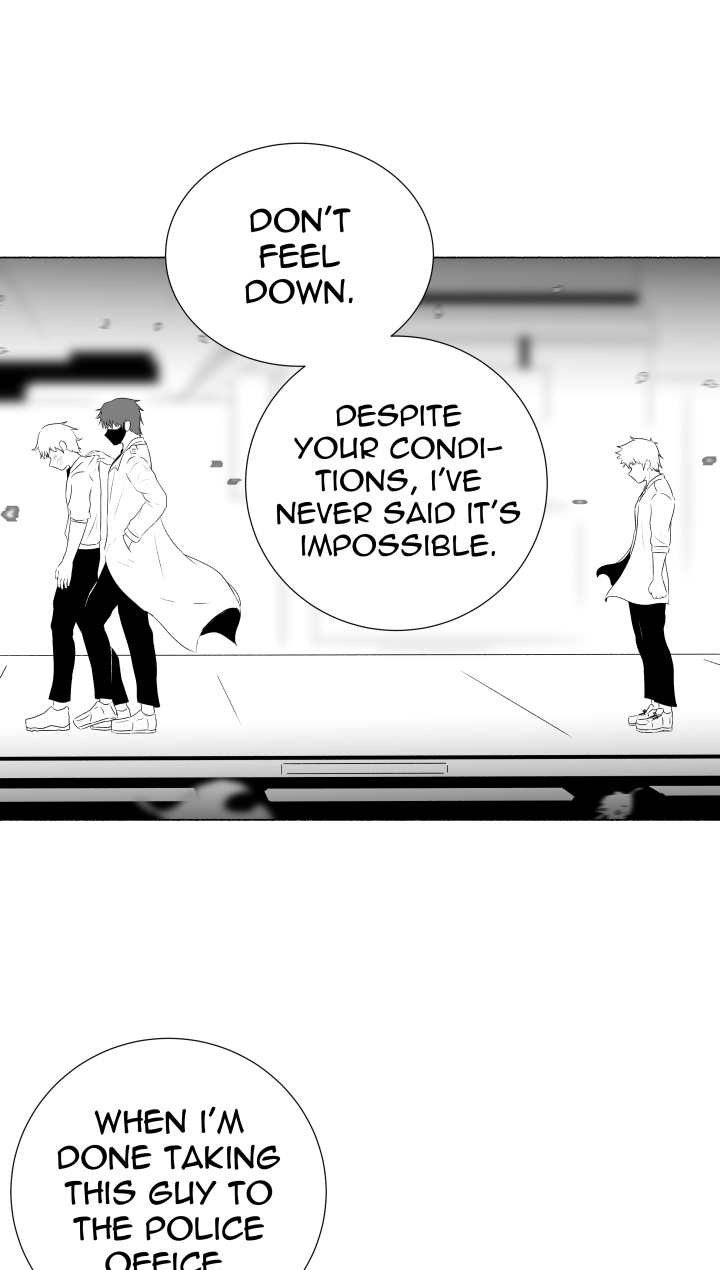 DON'T
FEEL
DOWN.
DESPITE
YOUR CONDI-
TIONS, I'VE
NEVER SAID IT'S
IMPOSSIBLE.
WHEN I'M
DONE TAKING
THIS GUY TO
THE POLICE
OFFICE